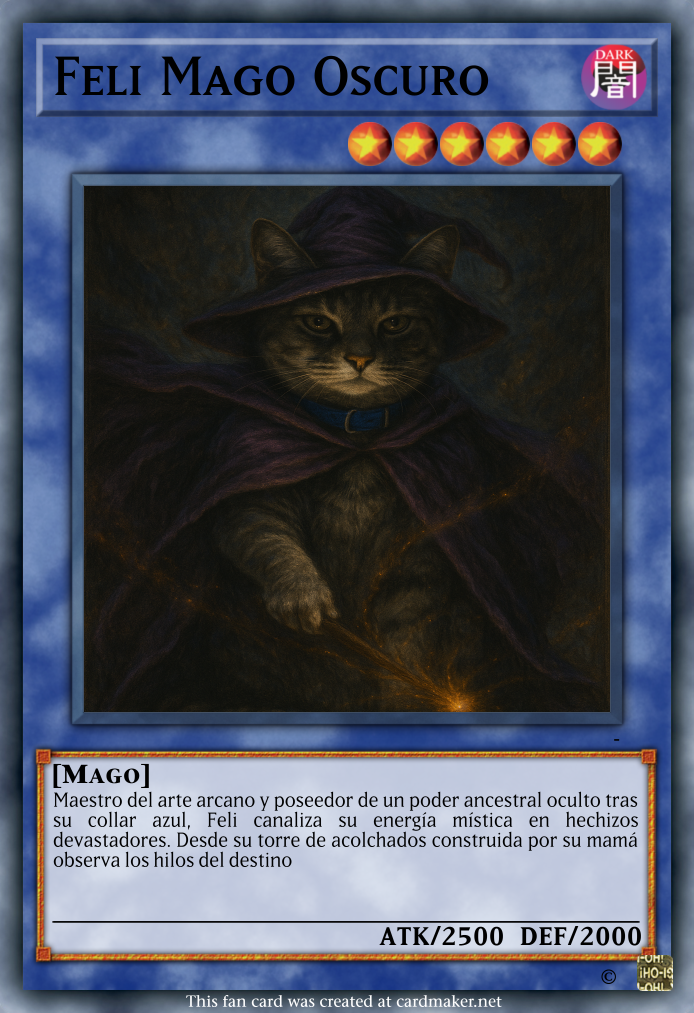 Feli Mago Oscuro
DARK
闇
-
[Mago]
Maestro del arte arcano y poseedor de un poder ancestral oculto tras
su collar azul, Feli canaliza su energía mística en hechizos
devastadores. Desde su torre de acolchados construida por su mamá
observa los hilos del destino
ATK/2500 DEF/2000
©
This fan card was created at cardmaker.net